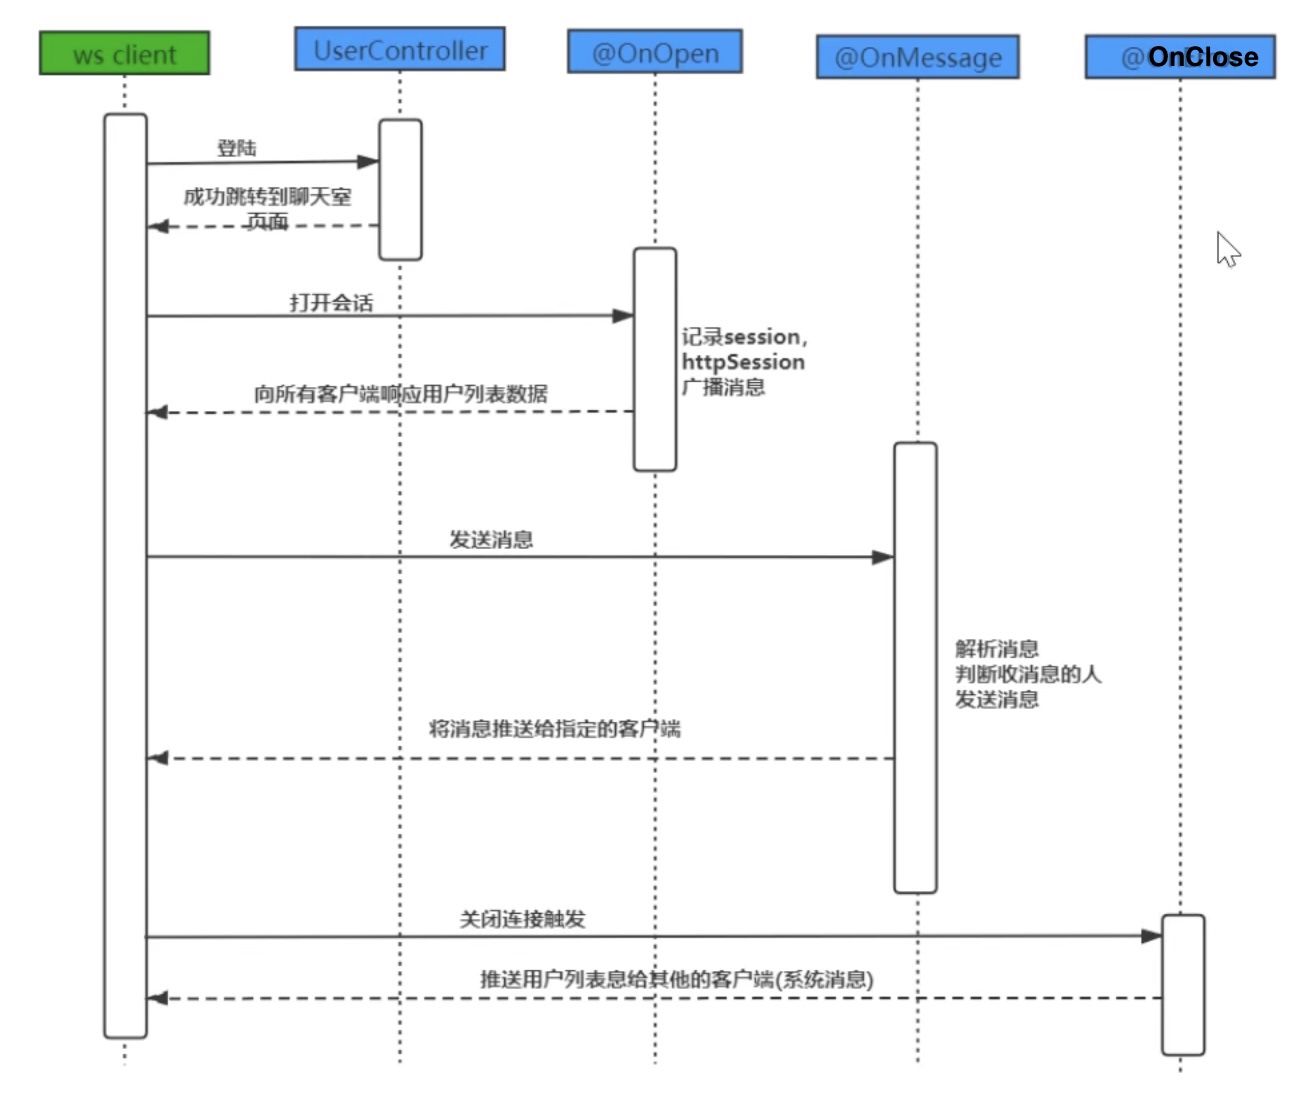 ws client
UserController
@OnOpen
@OnMessage
@OnClose
登陆
成功跳转到聊天室
页面
打开会话
记录session,
httpSession
广播消息
向所有客户端响应用户列表数据
发送消息
解析消息
判断收消息的人
发送消息
将消息推送给指定的客户端
关闭连接触发
推送用户列表息给其他的客户端(系统消息)